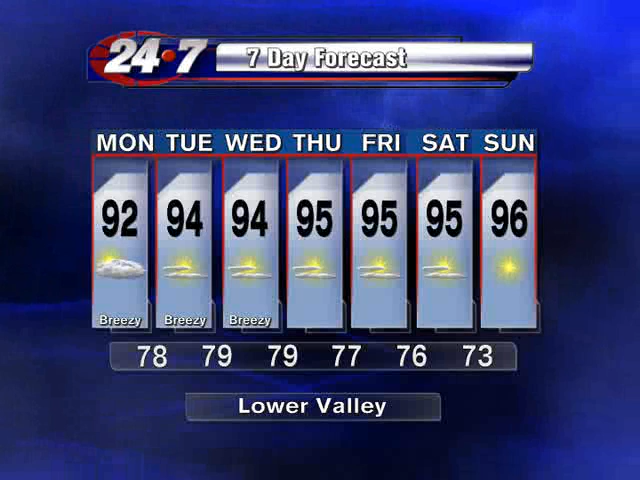 24·7
7 Day Forecast
MON TUE WED THU FRI SAT SUN
92 94 94 95 95 95 96
Breezy Breezy Breezy
78 79 79 77 76 73
Lower Valley